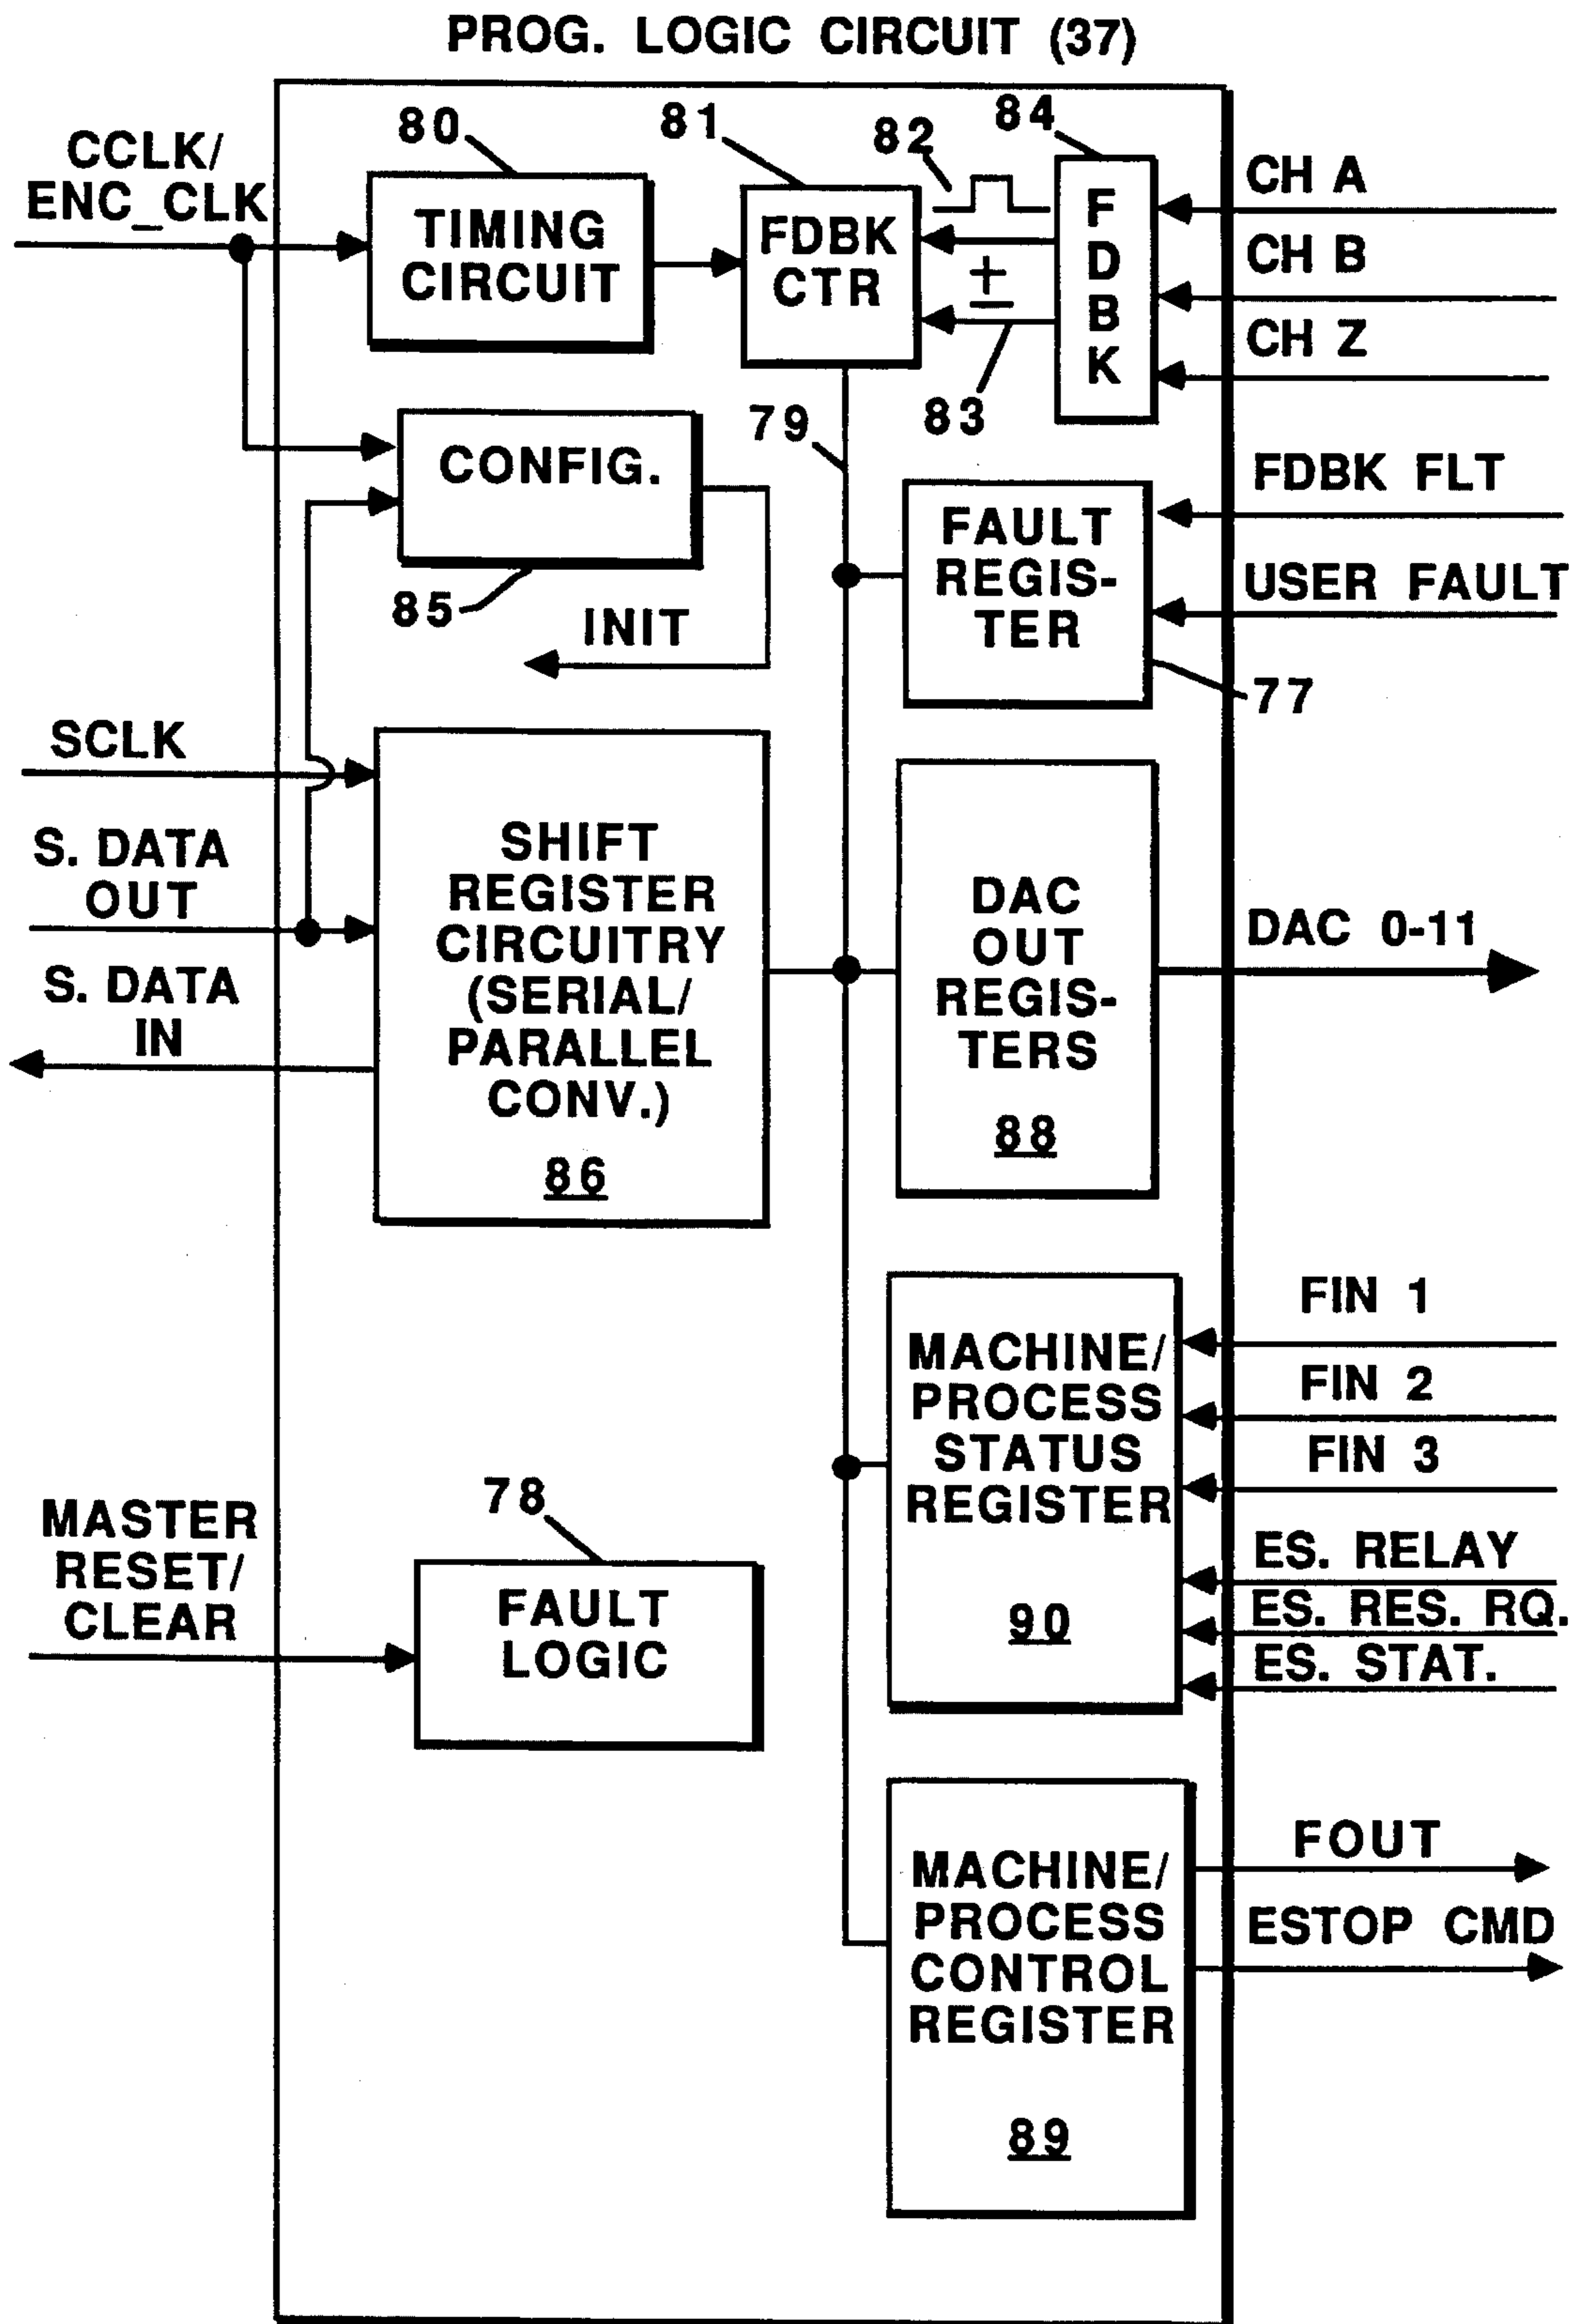 PROG. LOGIC CIRCUIT (37)
CCLK/
ENC_CLK
80
TIMING
CIRCUIT
81
FDBK
CTR
82
±
83
84
F
D
B
K
CH A
CH B
CH Z
79
CONFIG.
85
INIT
FAULT
REGIS-
TER
FDBK FLT
USER FAULT
77
SCLK
S. DATA
OUT
S. DATA
IN
SHIFT
REGISTER
CIRCUITRY
(SERIAL/
PARALLEL
CONV.)
86
DAC
OUT
REGIS-
TERS
88
DAC 0-11
MACHINE/
PROCESS
STATUS
REGISTER
90
FIN 1
FIN 2
FIN 3
ES. RELAY
ES. RES. RQ.
ES. STAT.
MASTER
RESET/
CLEAR
78
FAULT
LOGIC
MACHINE/
PROCESS
CONTROL
REGISTER
89
FOUT
ESTOP CMD